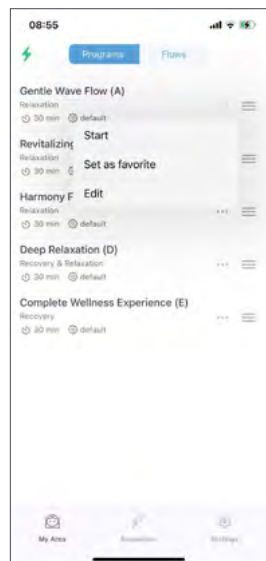 08:55
Programs Flows
Gentle Wave Flow (A)
Relaxation
30 min default
Start
Revitalizing
Relaxation
Set as favorite
30 min
Edit
Harmony F
Relaxation
30 min default
Deep Relaxation (D)
Recovery & Relaxation
30 min default
Complete Wellness Experience (E)
Recovery
30 min default
My Area Settings